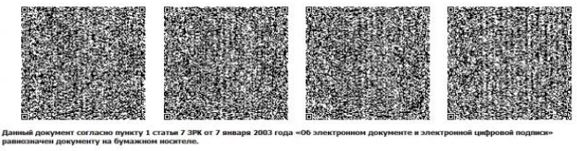 Данный документ согласно пункту 1 статьи 7 ЗРК от 7 января 2003 года «Об электронном документе и электронной цифровой подписи»
равнозначен документу на бумажном носителе.